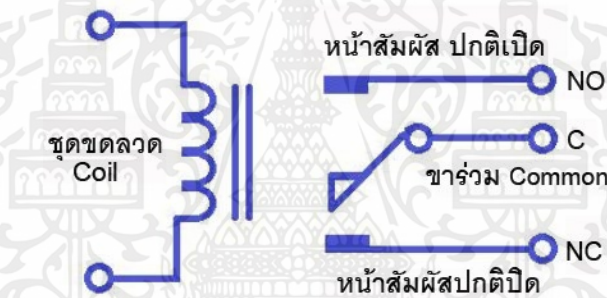 หน้าสัมผัส ปกติเปิด
NO
ชุดขดลวด
Coil
C
ขาร่วม Common
NC
หน้าสัมผัสปกติปิด